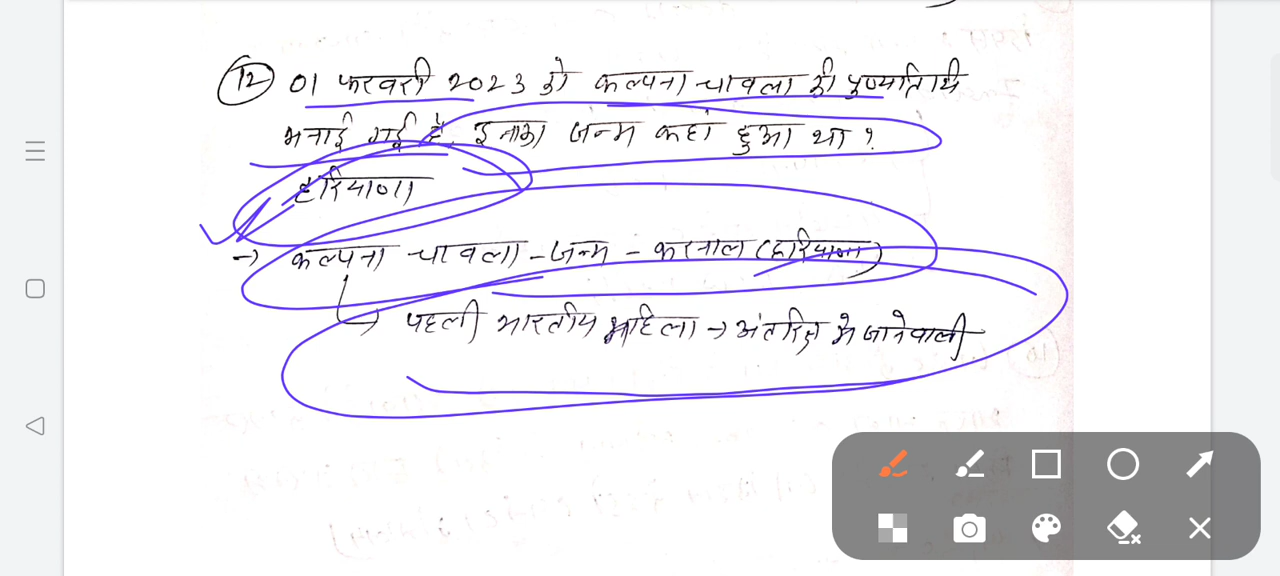 12 01 फरवरी 2023 को कल्पना चावला की पुण्यतिथी
मनाई गई है, इनका जन्म कहां हुआ था ?
हरियाणा
→ कल्पना चावला - जन्म - करनाल (हरियाणा)
→ पहली भारतीय महिला → अंतरिक्ष मे जानेवाली